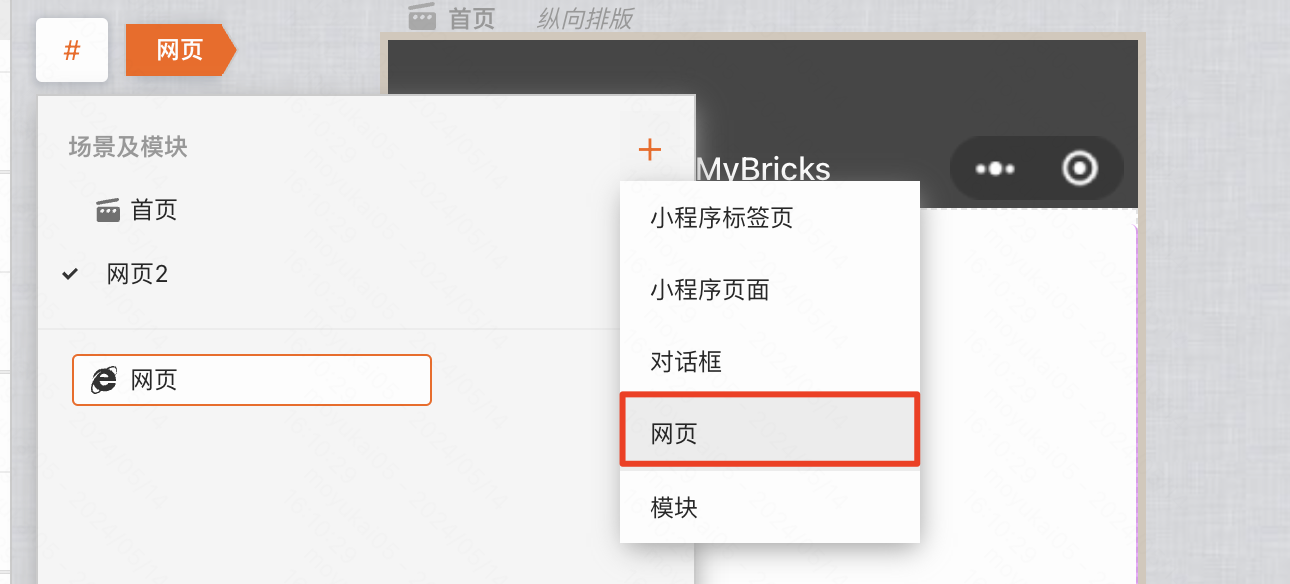 首页 纵向排版
# 网页
场景及模块 +
MyBricks
首页
网页2
网页
小程序标签页
小程序页面
对话框
网页
模块